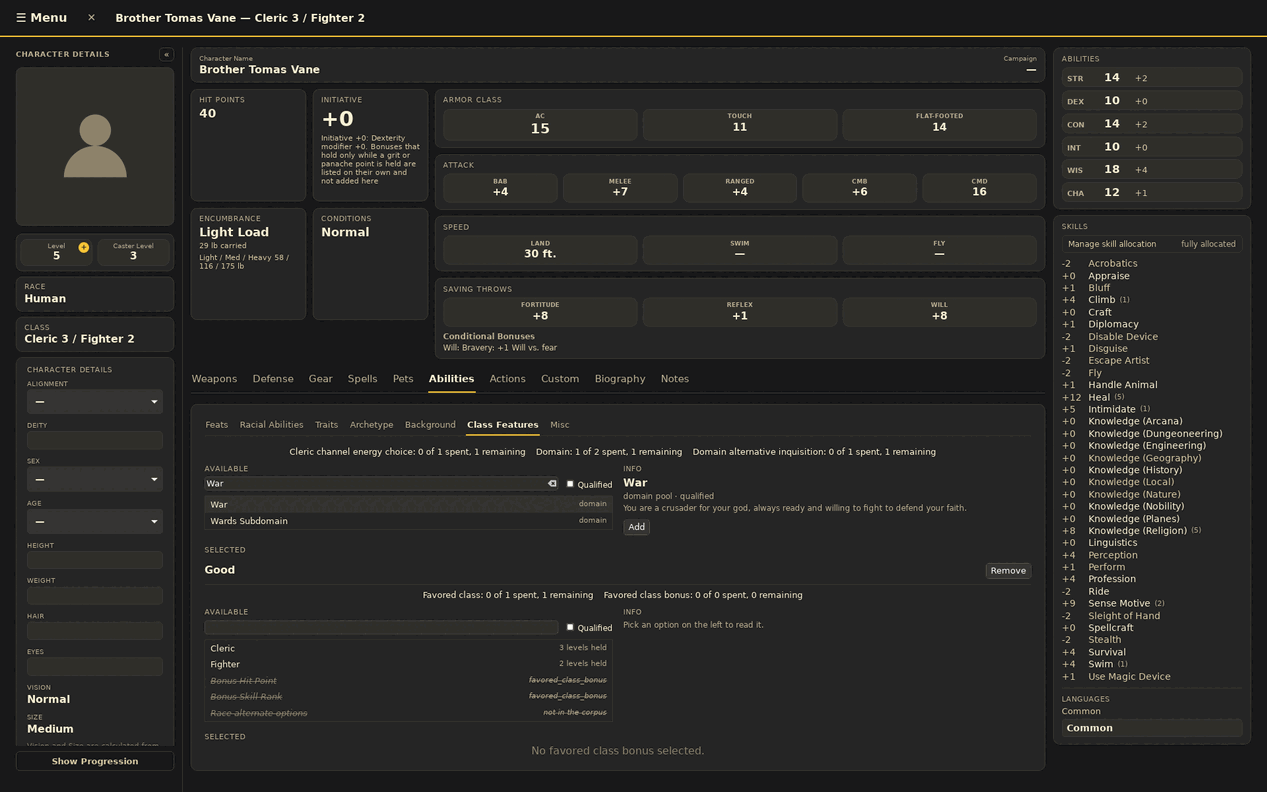 ☰ Menu
✕
Brother Tomas Vane — Cleric 3 / Fighter 2
CHARACTER DETAILS
«
Level
5
+
Caster Level
3
RACE
Human
CLASS
Cleric 3 / Fighter 2
CHARACTER DETAILS
ALIGNMENT
—
DEITY
SEX
—
AGE
—
HEIGHT
WEIGHT
HAIR
EYES
VISION
Normal
SIZE
Medium
Vision and Size are calculated from
Show Progression
Character Name
Brother Tomas Vane
Campaign
—
HIT POINTS
40
INITIATIVE
+0
Initiative +0: Dexterity
modifier +0. Bonuses that
hold only while a grit or
panache point is held are
listed on their own and
not added here
ENCUMBRANCE
Light Load
29 lb carried
Light / Med / Heavy 58 /
116 / 175 lb
CONDITIONS
Normal
ARMOR CLASS
AC
15
TOUCH
11
FLAT-FOOTED
14
ATTACK
BAB
+4
MELEE
+7
RANGED
+4
CMB
+6
CMD
16
SPEED
LAND
30 ft.
SWIM
—
FLY
—
SAVING THROWS
FORTITUDE
+8
REFLEX
+1
WILL
+8
Conditional Bonuses
Will: Bravery: +1 Will vs. fear
Weapons Defense Gear Spells Pets Abilities Actions Custom Biography Notes
Feats Racial Abilities Traits Archetype Background Class Features Misc
Cleric channel energy choice: 0 of 1 spent, 1 remaining Domain: 1 of 2 spent, 1 remaining Domain alternative inquisition: 0 of 1 spent, 1 remaining
AVAILABLE
War
Qualified
War domain
Wards Subdomain domain
INFO
War
domain pool · qualified
You are a crusader for your god, always ready and willing to fight to defend your faith.
Add
SELECTED
Good
Remove
Favored class: 0 of 1 spent, 1 remaining Favored class bonus: 0 of 0 spent, 0 remaining
AVAILABLE
Qualified
Cleric 3 levels held
Fighter 2 levels held
Bonus Hit Point favored_class_bonus
Bonus Skill Rank favored_class_bonus
Race alternate options not in the corpus
INFO
Pick an option on the left to read it.
SELECTED
No favored class bonus selected.
ABILITIES
STR 14 +2
DEX 10 +0
CON 14 +2
INT 10 +0
WIS 18 +4
CHA 12 +1
SKILLS
Manage skill allocation fully allocated
-2 Acrobatics
+0 Appraise
+1 Bluff
+4 Climb (1)
+0 Craft
+1 Diplomacy
-2 Disable Device
+1 Disguise
-2 Escape Artist
-2 Fly
+1 Handle Animal
+12 Heal (5)
+5 Intimidate (1)
+0 Knowledge (Arcana)
+0 Knowledge (Dungeoneering)
+0 Knowledge (Engineering)
+0 Knowledge (Geography)
+0 Knowledge (History)
+0 Knowledge (Local)
+0 Knowledge (Nature)
+0 Knowledge (Nobility)
+0 Knowledge (Planes)
+8 Knowledge (Religion) (5)
+0 Linguistics
+4 Perception
+1 Perform
+4 Profession
-2 Ride
+9 Sense Motive (2)
-2 Sleight of Hand
+0 Spellcraft
-2 Stealth
+4 Survival
+4 Swim (1)
+1 Use Magic Device
LANGUAGES
Common
Common